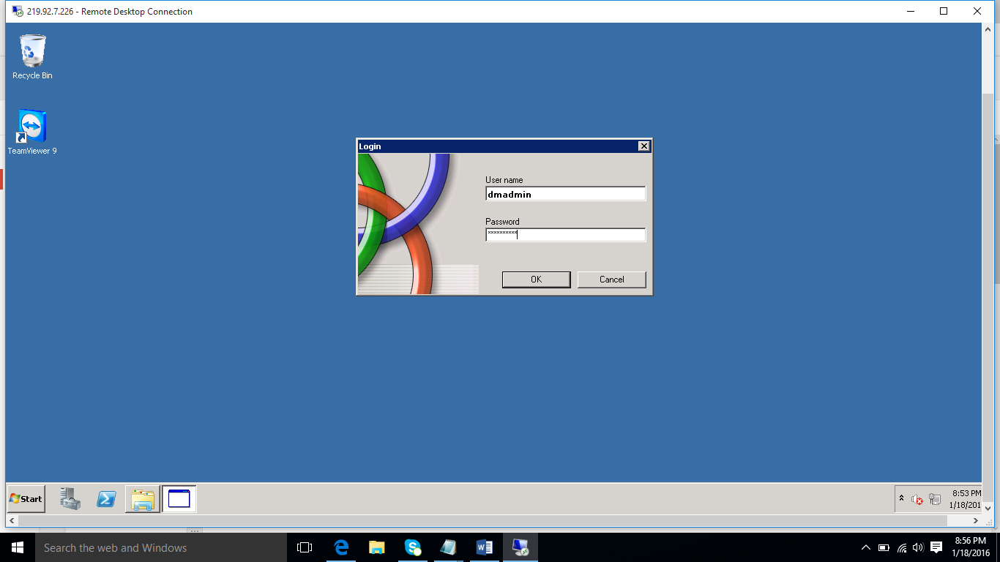 219.92.7.226 - Remote Desktop Connection
Recycle Bin
TeamViewer 9
Login
User name
dmadmin
Password
**********
OK
Cancel
Start
8:53 PM
1/18/201
Search the web and Windows
8:56 PM
1/18/2016